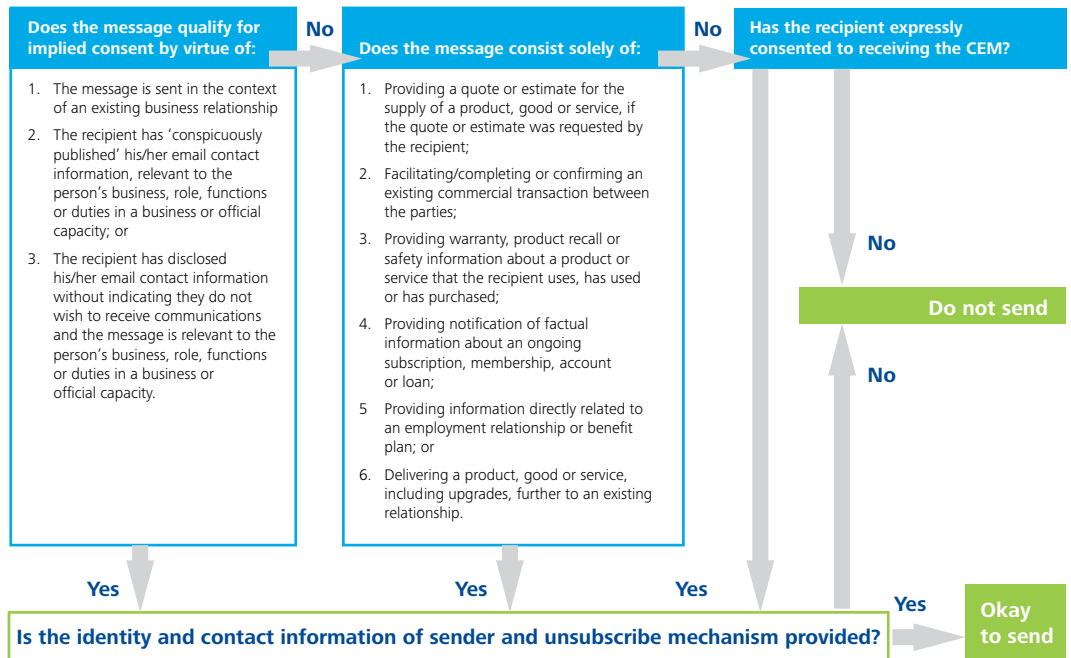 Does the message qualify for
implied consent by virtue of:
1. The message is sent in the context
of an existing business relationship
2. The recipient has ‘conspicuously
published’ his/her email contact
information, relevant to the
person’s business, role, functions
or duties in a business or official
capacity; or
3. The recipient has disclosed
his/her email contact information
without indicating they do not
wish to receive communications
and the message is relevant to the
person’s business, role, functions
or duties in a business or
official capacity.
No
Does the message consist solely of:
1. Providing a quote or estimate for the
supply of a product, good or service, if
the quote or estimate was requested by
the recipient;
2. Facilitating/completing or confirming an
existing commercial transaction between
the parties;
3. Providing warranty, product recall or
safety information about a product or
service that the recipient uses, has used
or has purchased;
4. Providing notification of factual
information about an ongoing
subscription, membership, account
or loan;
5 Providing information directly related to
an employment relationship or benefit
plan; or
6. Delivering a product, good or service,
including upgrades, further to an existing
relationship.
No
Has the recipient expressly
consented to receiving the CEM?
No
Do not send
No
Yes
Yes
Yes
Is the identity and contact information of sender and unsubscribe mechanism provided?
Yes
Okay
to send